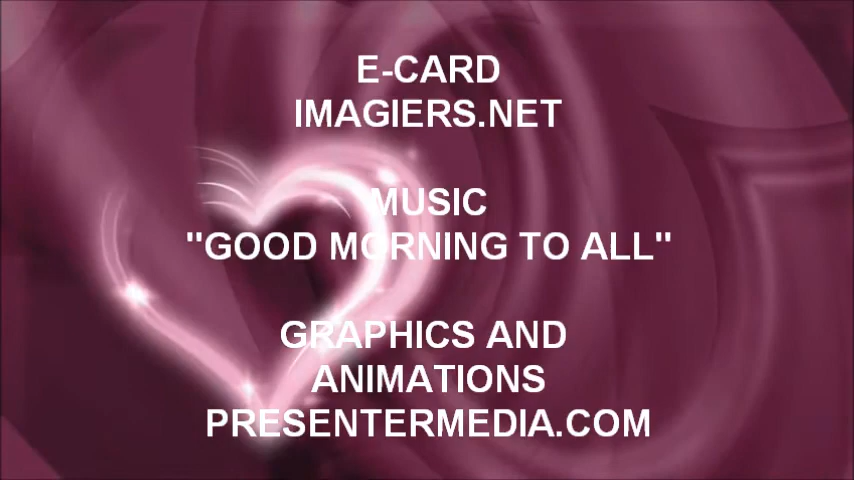 E-CARD
IMAGIERS.NET
MUSIC
"GOOD MORNING TO ALL"
GRAPHICS AND
ANIMATIONS
PRESENTERMEDIA.COM